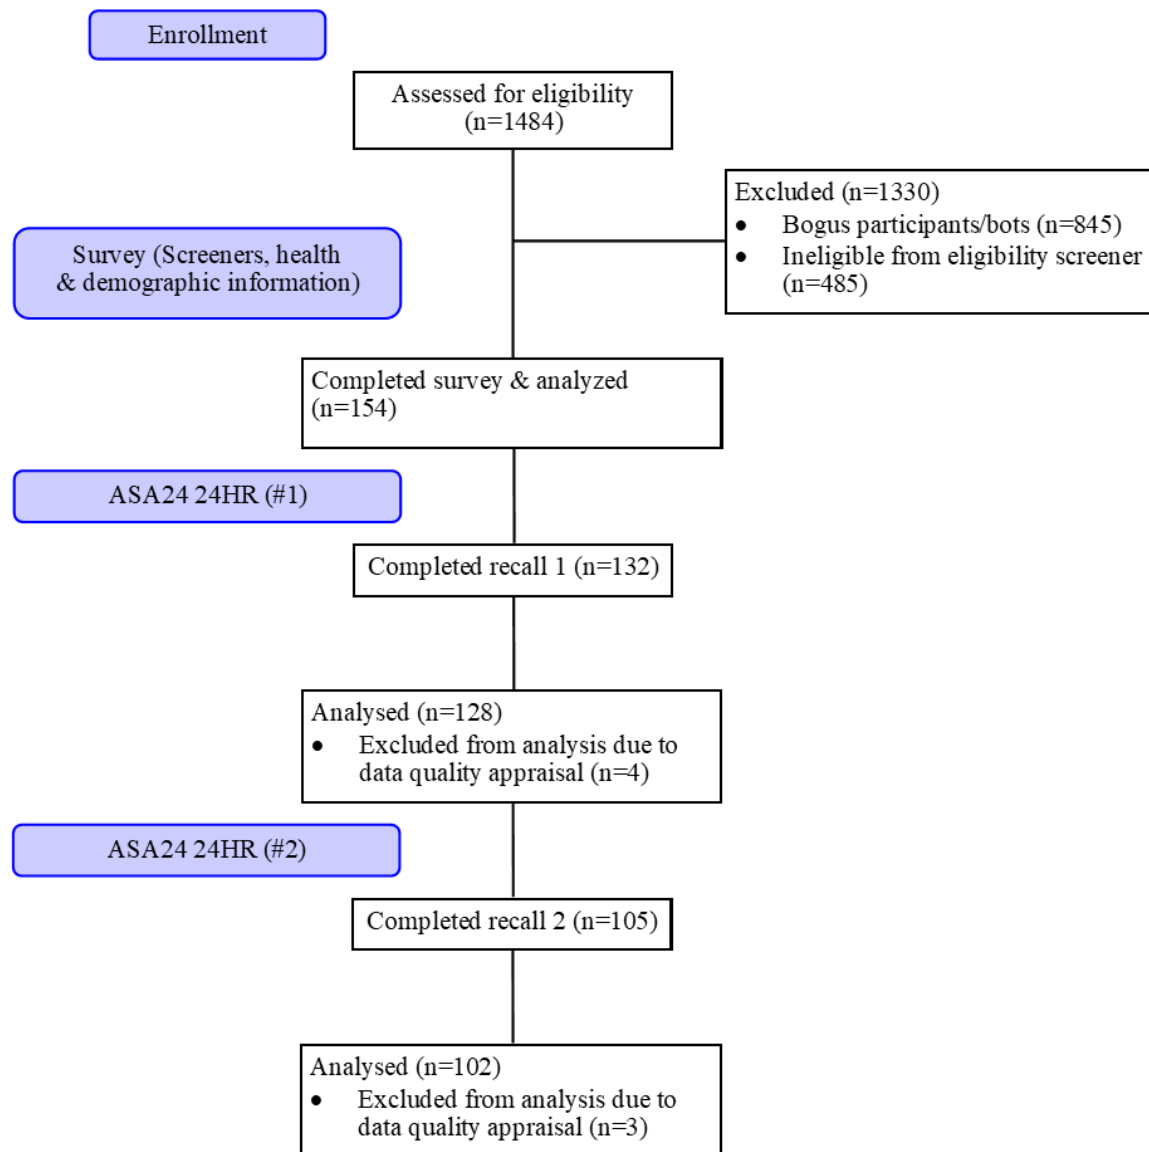 Enrollment
Assessed for eligibility
(n=1484)
Excluded (n=1330)
• Bogus participants/bots (n=845)
• Ineligible from eligibility screener
(n=485)
Survey (Screeners, health
& demographic information)
Completed survey & analyzed
(n=154)
ASA24 24HR (#1)
Completed recall 1 (n=132)
Analysed (n=128)
• Excluded from analysis due to
data quality appraisal (n=4)
ASA24 24HR (#2)
Completed recall 2 (n=105)
Analysed (n=102)
• Excluded from analysis due to
data quality appraisal (n=3)